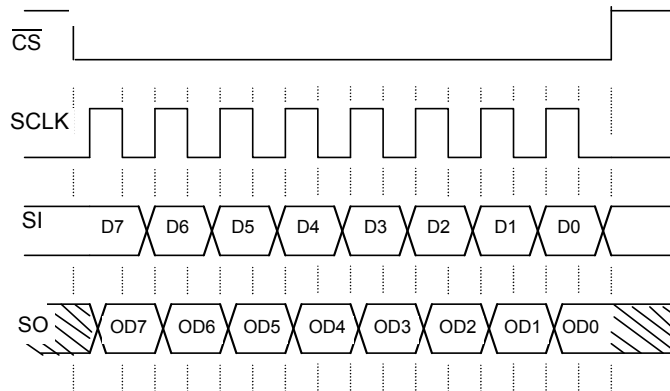 C̅S̅
SCLK
SI D7 D6 D5 D4 D3 D2 D1 D0
SO OD7 OD6 OD5 OD4 OD3 OD2 OD1 OD0